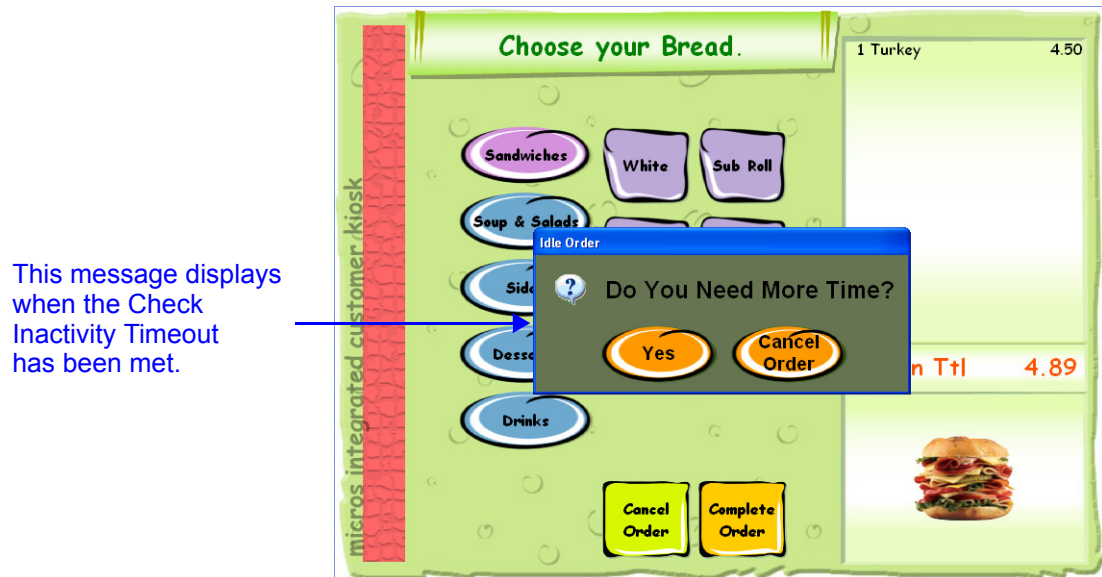 Choose your Bread.
1 Turkey 4.50
Sandwiches
White
Sub Roll
Soup & Salads
Idle Order
Do You Need More Time?
Yes
Cancel
Order
Ttl 4.89
Drinks
Cancel
Order
Complete
Order
micros integrated customer kiosk
This message displays
when the Check
Inactivity Timeout
has been met.